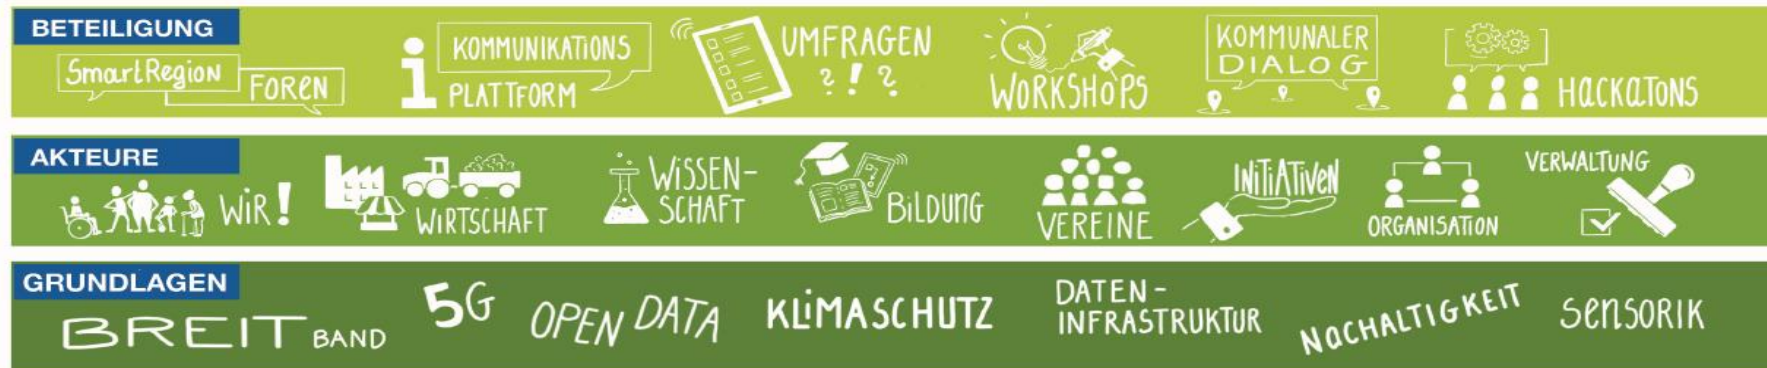 BETEILIGUNG
SmartRegion
FOREN
i
KOMMUNIKATIONS
PLATTFORM
UMFRAGEN
? ! ?
WORKSHOPS
KOMMUNALER
DIALOG
HACKATONS
AKTEURE
WIR!
WIRTSCHAFT
WISSEN-
SCHAFT
BILDUNG
VEREINE
INITIATIVEN
ORGANISATION
VERWALTUNG
GRUNDLAGEN
BREITBAND
5G
OPEN DATA
KLIMASCHUTZ
DATEN-
INFRASTRUKTUR
NACHALTIGKEIT
SENSORIK